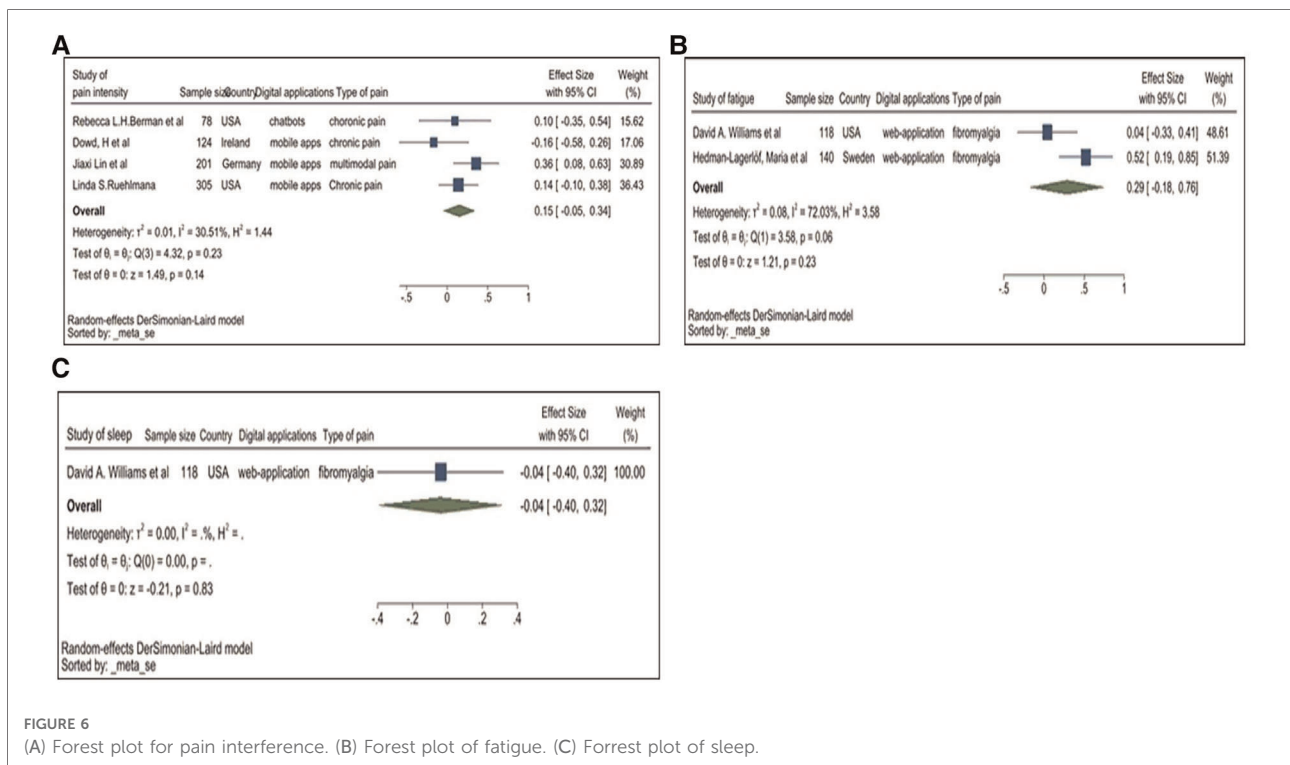 A
Study of
pain intensity Sample sizeCountryDigital applications Type of pain Effect Size with 95% CI Weight (%)
Rebecca L.H.Berman et al 78 USA chatbots choronic pain 0.10 [ -0.35, 0.54] 15.62
Dowd, H et al 124 Ireland mobile apps chronic pain -0.16 [ -0.58, 0.26] 17.06
Jiaxi Lin et al 201 Germany mobile apps multimodal pain 0.36 [ 0.08, 0.63] 30.89
Linda S.Ruehlmana 305 USA mobile apps Chronic pain 0.14 [ -0.10, 0.38] 36.43
Overall 0.15 [ -0.05, 0.34]
Heterogeneity: τ² = 0.01, I² = 30.51%, H² = 1.44
Test of θᵢ = θⱼ: Q(3) = 4.32, p = 0.23
Test of θ = 0: z = 1.49, p = 0.14
-.5 0 .5 1
Random-effects DerSimonian-Laird model
Sorted by: _meta_se
B
Effect Size Weight
Study of fatigue Sample size Country Digital applications Type of pain with 95% CI (%)
David A. Williams et al 118 USA web-application fibromyalgia 0.04 [ -0.33, 0.41] 48.61
Hedman-Lagerlöf, Maria et al 140 Sweden web-application fibromyalgia 0.52 [ 0.19, 0.85] 51.39
Overall 0.29 [ -0.18, 0.76]
Heterogeneity: τ² = 0.08, I² = 72.03%, H² = 3.58
Test of θᵢ = θⱼ: Q(1) = 3.58, p = 0.06
Test of θ = 0: z = 1.21, p = 0.23
-.5 0 .5 1
Random-effects DerSimonian-Laird model
Sorted by: _meta_se
C
Effect Size Weight
Study of sleep Sample size Country Digital applications Type of pain with 95% CI (%)
David A. Williams et al 118 USA web-application fibromyalgia -0.04 [ -0.40, 0.32] 100.00
Overall -0.04 [ -0.40, 0.32]
Heterogeneity: τ² = 0.00, I² = .%, H² = .
Test of θᵢ = θⱼ: Q(0) = 0.00, p = .
Test of θ = 0: z = -0.21, p = 0.83
-.4 -.2 0 .2 .4
Random-effects DerSimonian-Laird model
Sorted by: _meta_se
FIGURE 6
(A) Forest plot for pain interference. (B) Forest plot of fatigue. (C) Forrest plot of sleep.